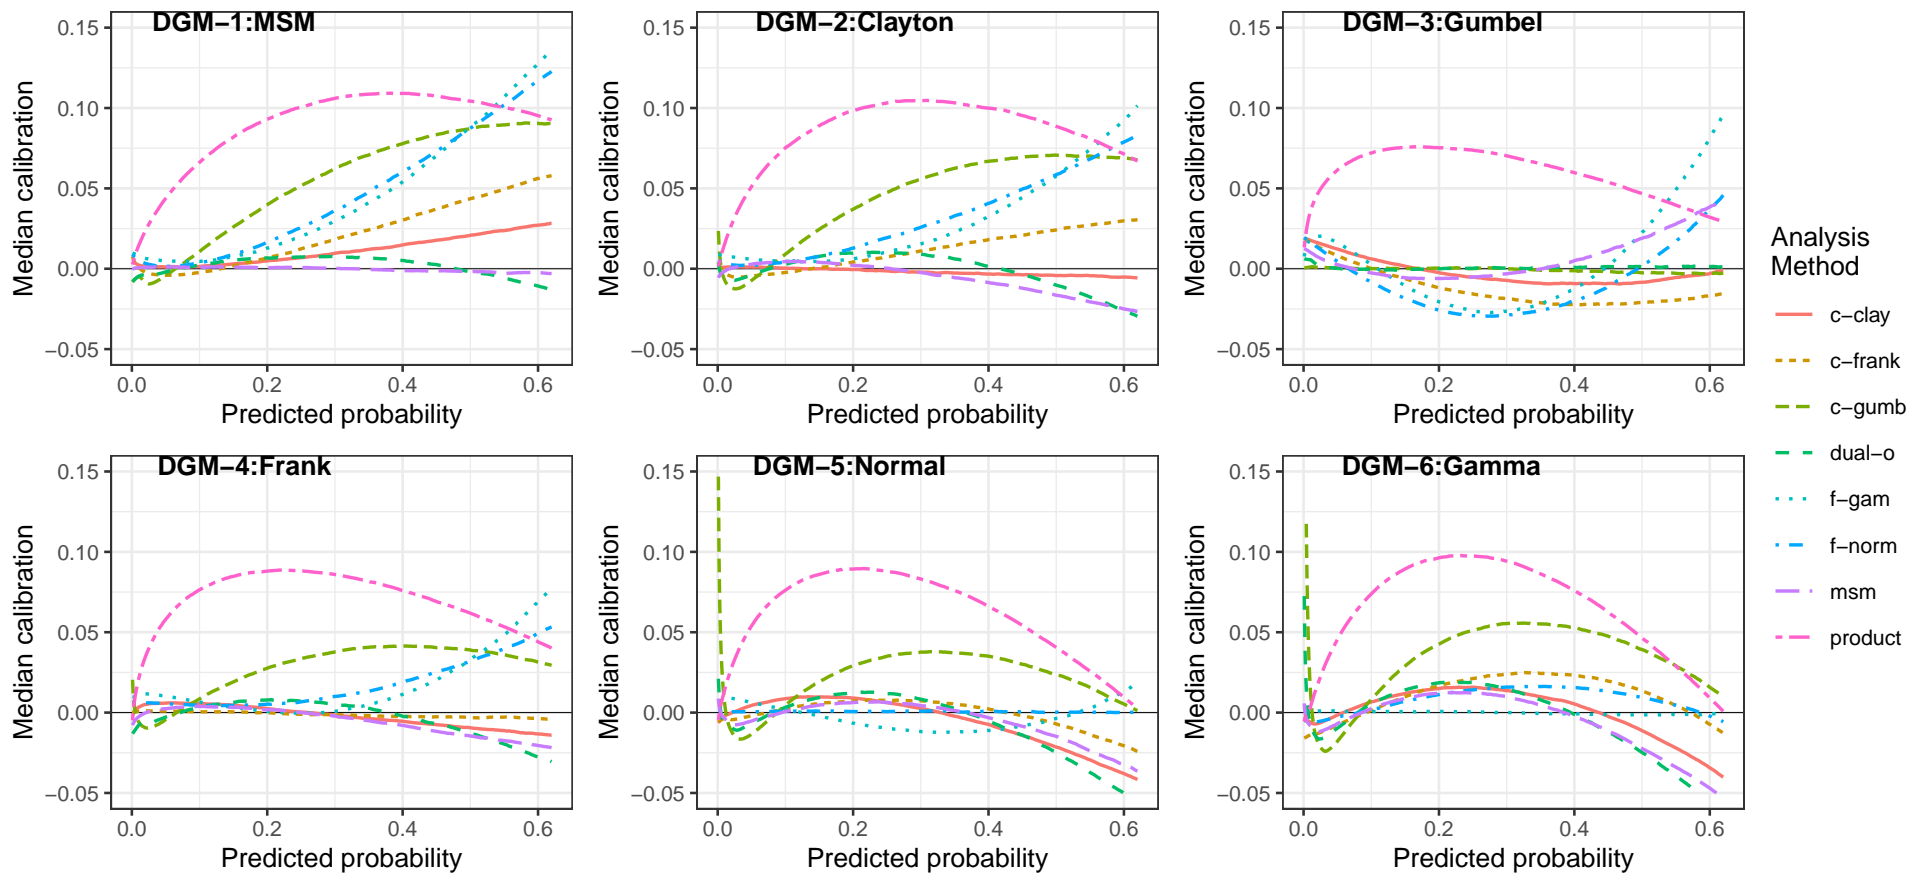 DGM−1:MSM
DGM−2:Clayton
DGM−3:Gumbel
0.15
0.10
0.05
0.00
−0.05
Median calibration
0.0
0.2
0.4
0.6
Predicted probability
0.15
0.10
0.05
0.00
−0.05
Median calibration
0.0
0.2
0.4
0.6
Predicted probability
0.15
0.10
0.05
0.00
−0.05
Median calibration
0.0
0.2
0.4
0.6
Predicted probability
DGM−4:Frank
DGM−5:Normal
DGM−6:Gamma
0.15
0.10
0.05
0.00
−0.05
Median calibration
0.0
0.2
0.4
0.6
Predicted probability
0.15
0.10
0.05
0.00
−0.05
Median calibration
0.0
0.2
0.4
0.6
Predicted probability
0.15
0.10
0.05
0.00
−0.05
Median calibration
0.0
0.2
0.4
0.6
Predicted probability
Analysis
Method
c−clay
c−frank
c−gumb
dual−o
f−gam
f−norm
msm
product